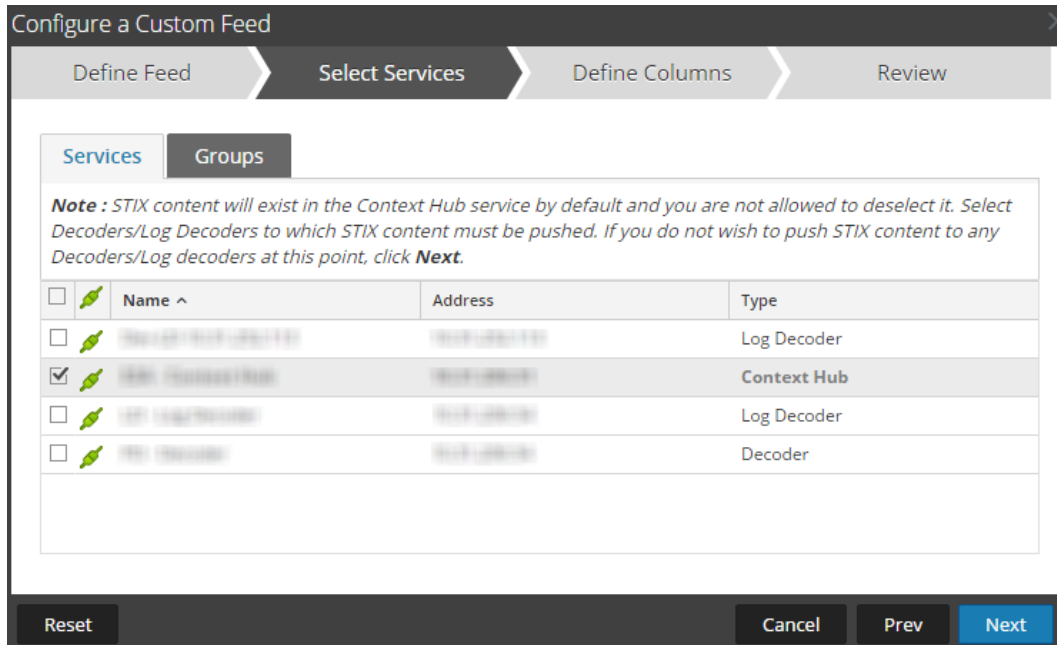 Configure a Custom Feed
Define Feed Select Services Define Columns Review
Services Groups
Note : STIX content will exist in the Context Hub service by default and you are not allowed to deselect it. Select
Decoders/Log Decoders to which STIX content must be pushed. If you do not wish to push STIX content to any
Decoders/Log decoders at this point, click Next.
Name Address Type
Log Decoder
Context Hub
Log Decoder
Decoder
Reset Cancel Prev Next